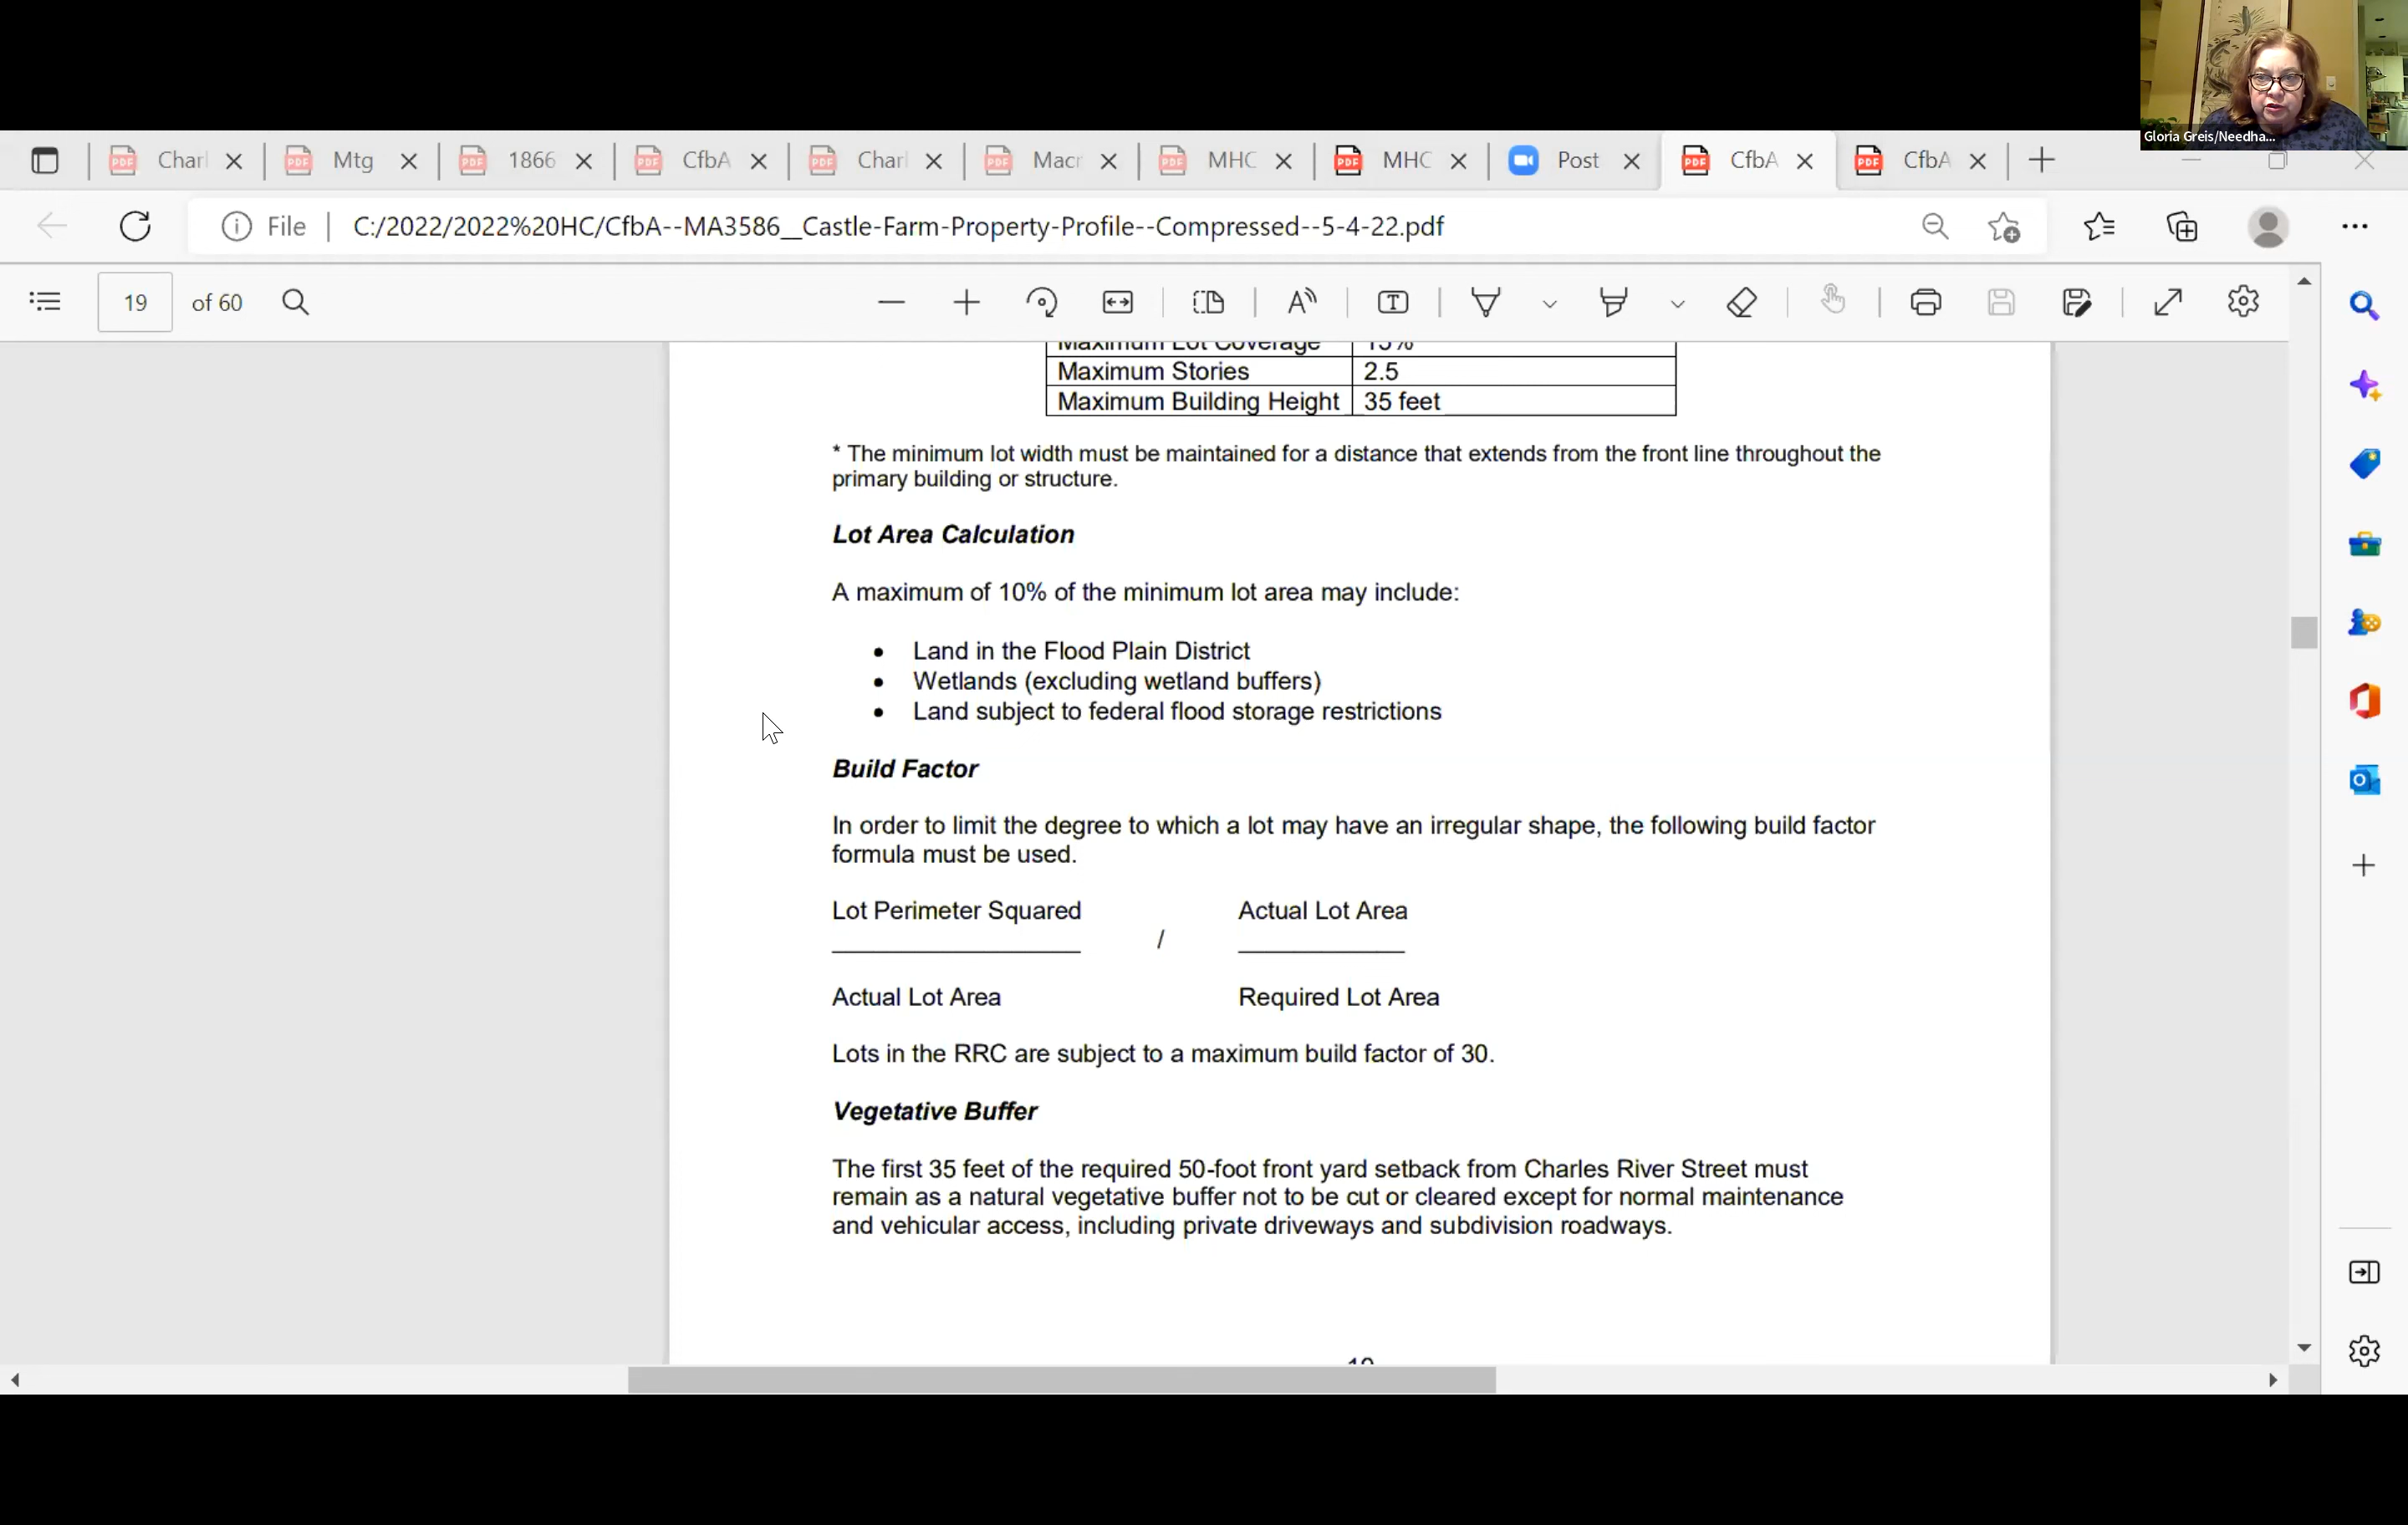 Gloria Greis/Needha...
Charl
Mtg
1866
CfbA
Charl
Macr
MHC
MHC
Post
CfbA
CfbA
File
C:/2022/2022%20HC/CfbA--MA3586__Castle-Farm-Property-Profile--Compressed--5-4-22.pdf
19 of 60
Maximum Lot Coverage 15%
Maximum Stories 2.5
Maximum Building Height 35 feet
* The minimum lot width must be maintained for a distance that extends from the front line throughout the
primary building or structure.
Lot Area Calculation
A maximum of 10% of the minimum lot area may include:
• Land in the Flood Plain District
• Wetlands (excluding wetland buffers)
• Land subject to federal flood storage restrictions
Build Factor
In order to limit the degree to which a lot may have an irregular shape, the following build factor
formula must be used.
Lot Perimeter Squared / Actual Lot Area
Actual Lot Area Required Lot Area
Lots in the RRC are subject to a maximum build factor of 30.
Vegetative Buffer
The first 35 feet of the required 50-foot front yard setback from Charles River Street must
remain as a natural vegetative buffer not to be cut or cleared except for normal maintenance
and vehicular access, including private driveways and subdivision roadways.